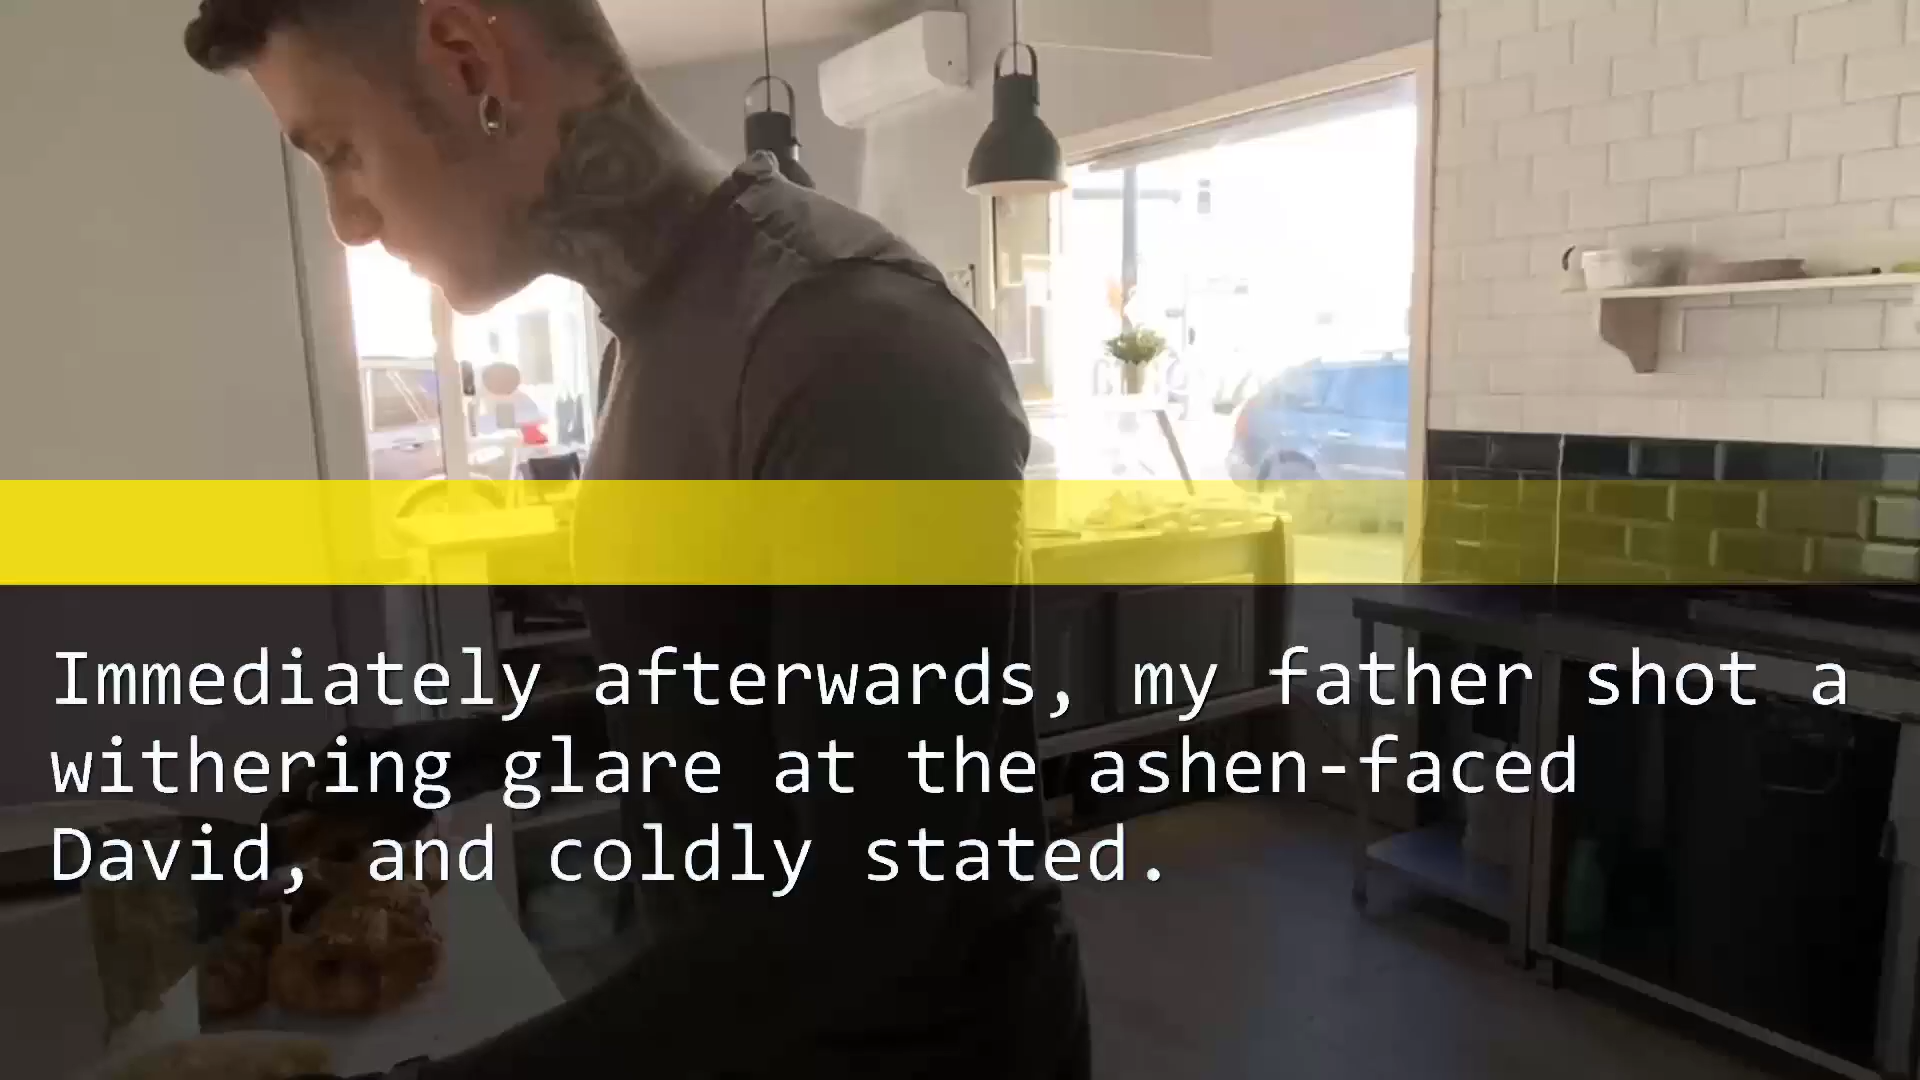 Immediately afterwards, my father shot a
withering glare at the ashen-faced
David, and coldly stated.